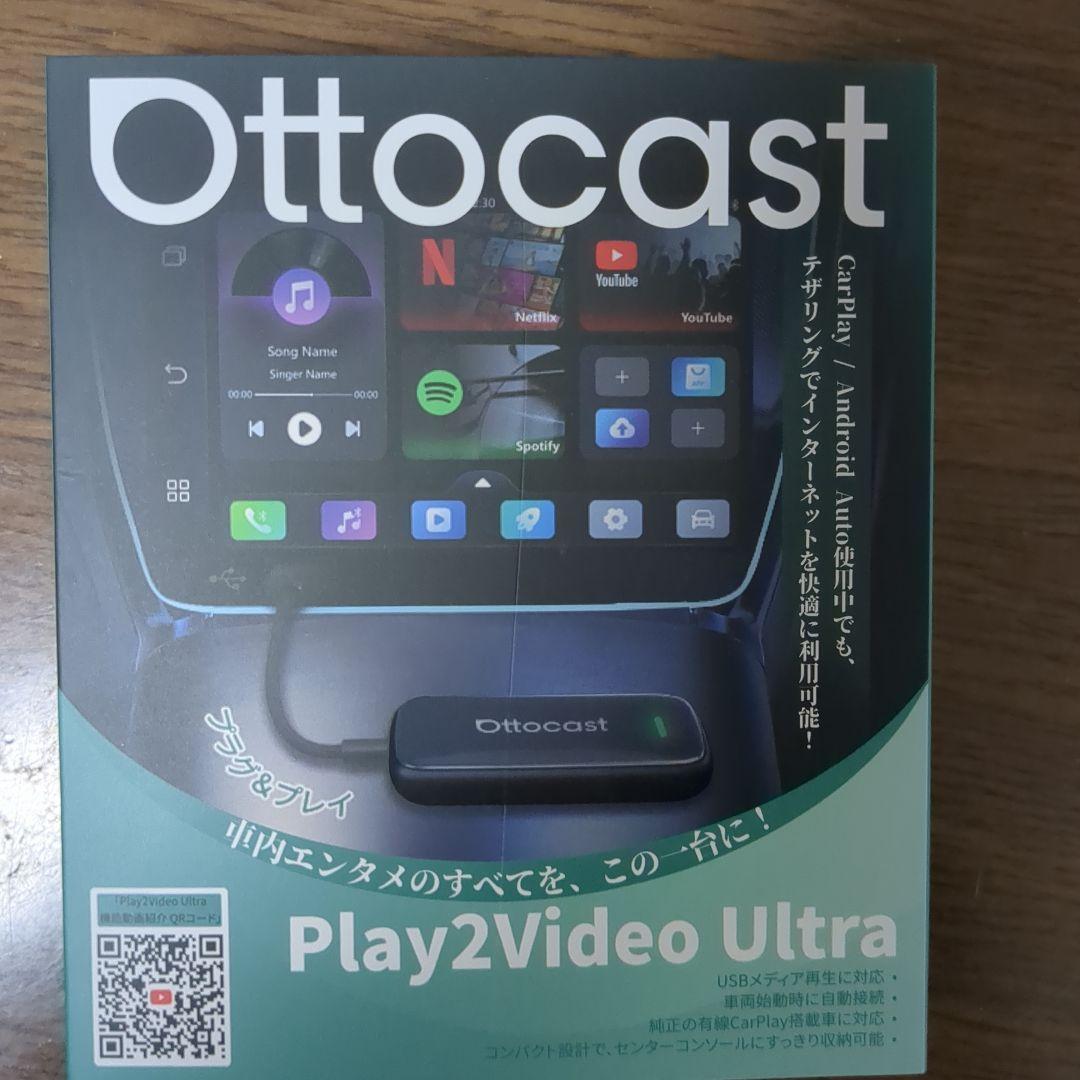 Ottocast
2:30
Netflix
YouTube
YouTube
Song Name
Singer Name
00:00
00:00
Spotify
APP
CarPlay / Android Auto使用中でも、
テザリングでインターネットを快適に利用可能！
Ottocast
プラグ&プレイ
車内エンタメのすべてを、この一台に！
「Play2Video Ultra
機能動画紹介 QRコード」
Play2Video Ultra
USBメディア再生に対応 •
車両始動時に自動接続 •
純正の有線CarPlay搭載車に対応 •
コンパクト設計で、センターコンソールにすっきり収納可能 •